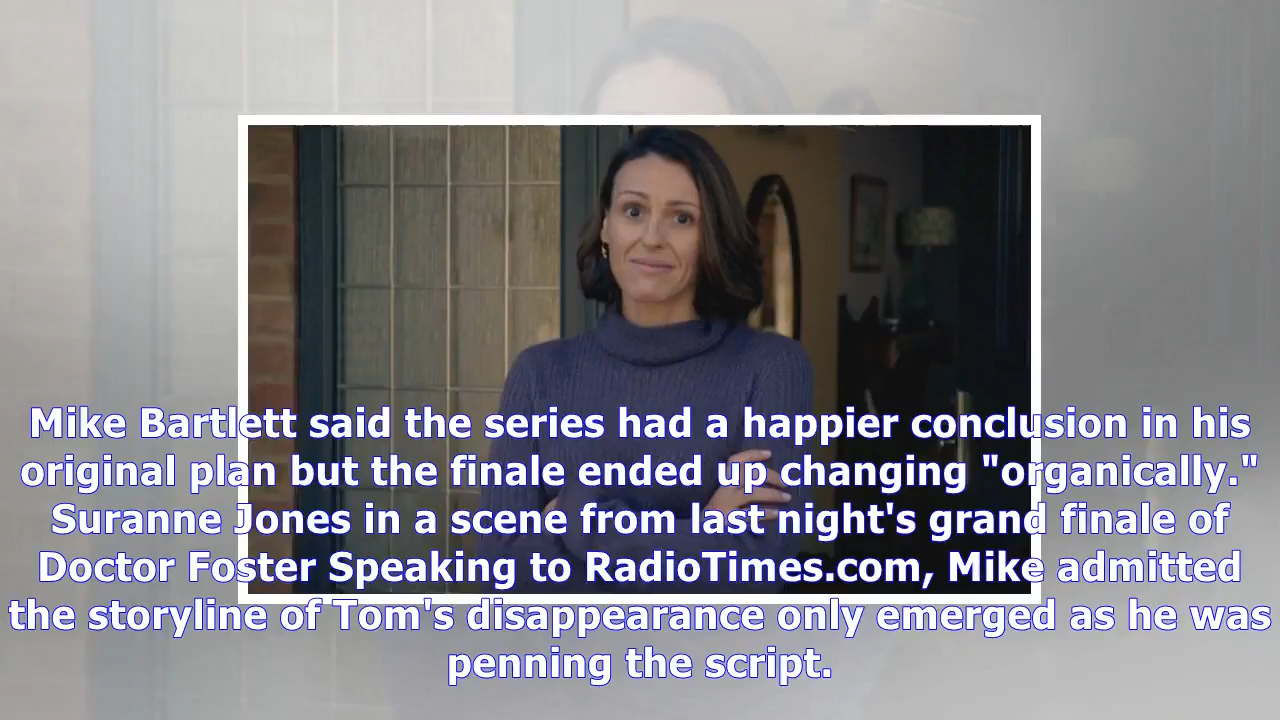 Mike Bartlett said the series had a happier conclusion in his
original plan but the finale ended up changing "organically."
Suranne Jones in a scene from last night's grand finale of
Doctor Foster Speaking to RadioTimes.com, Mike admitted
the storyline of Tom's disappearance only emerged as he was
penning the script.